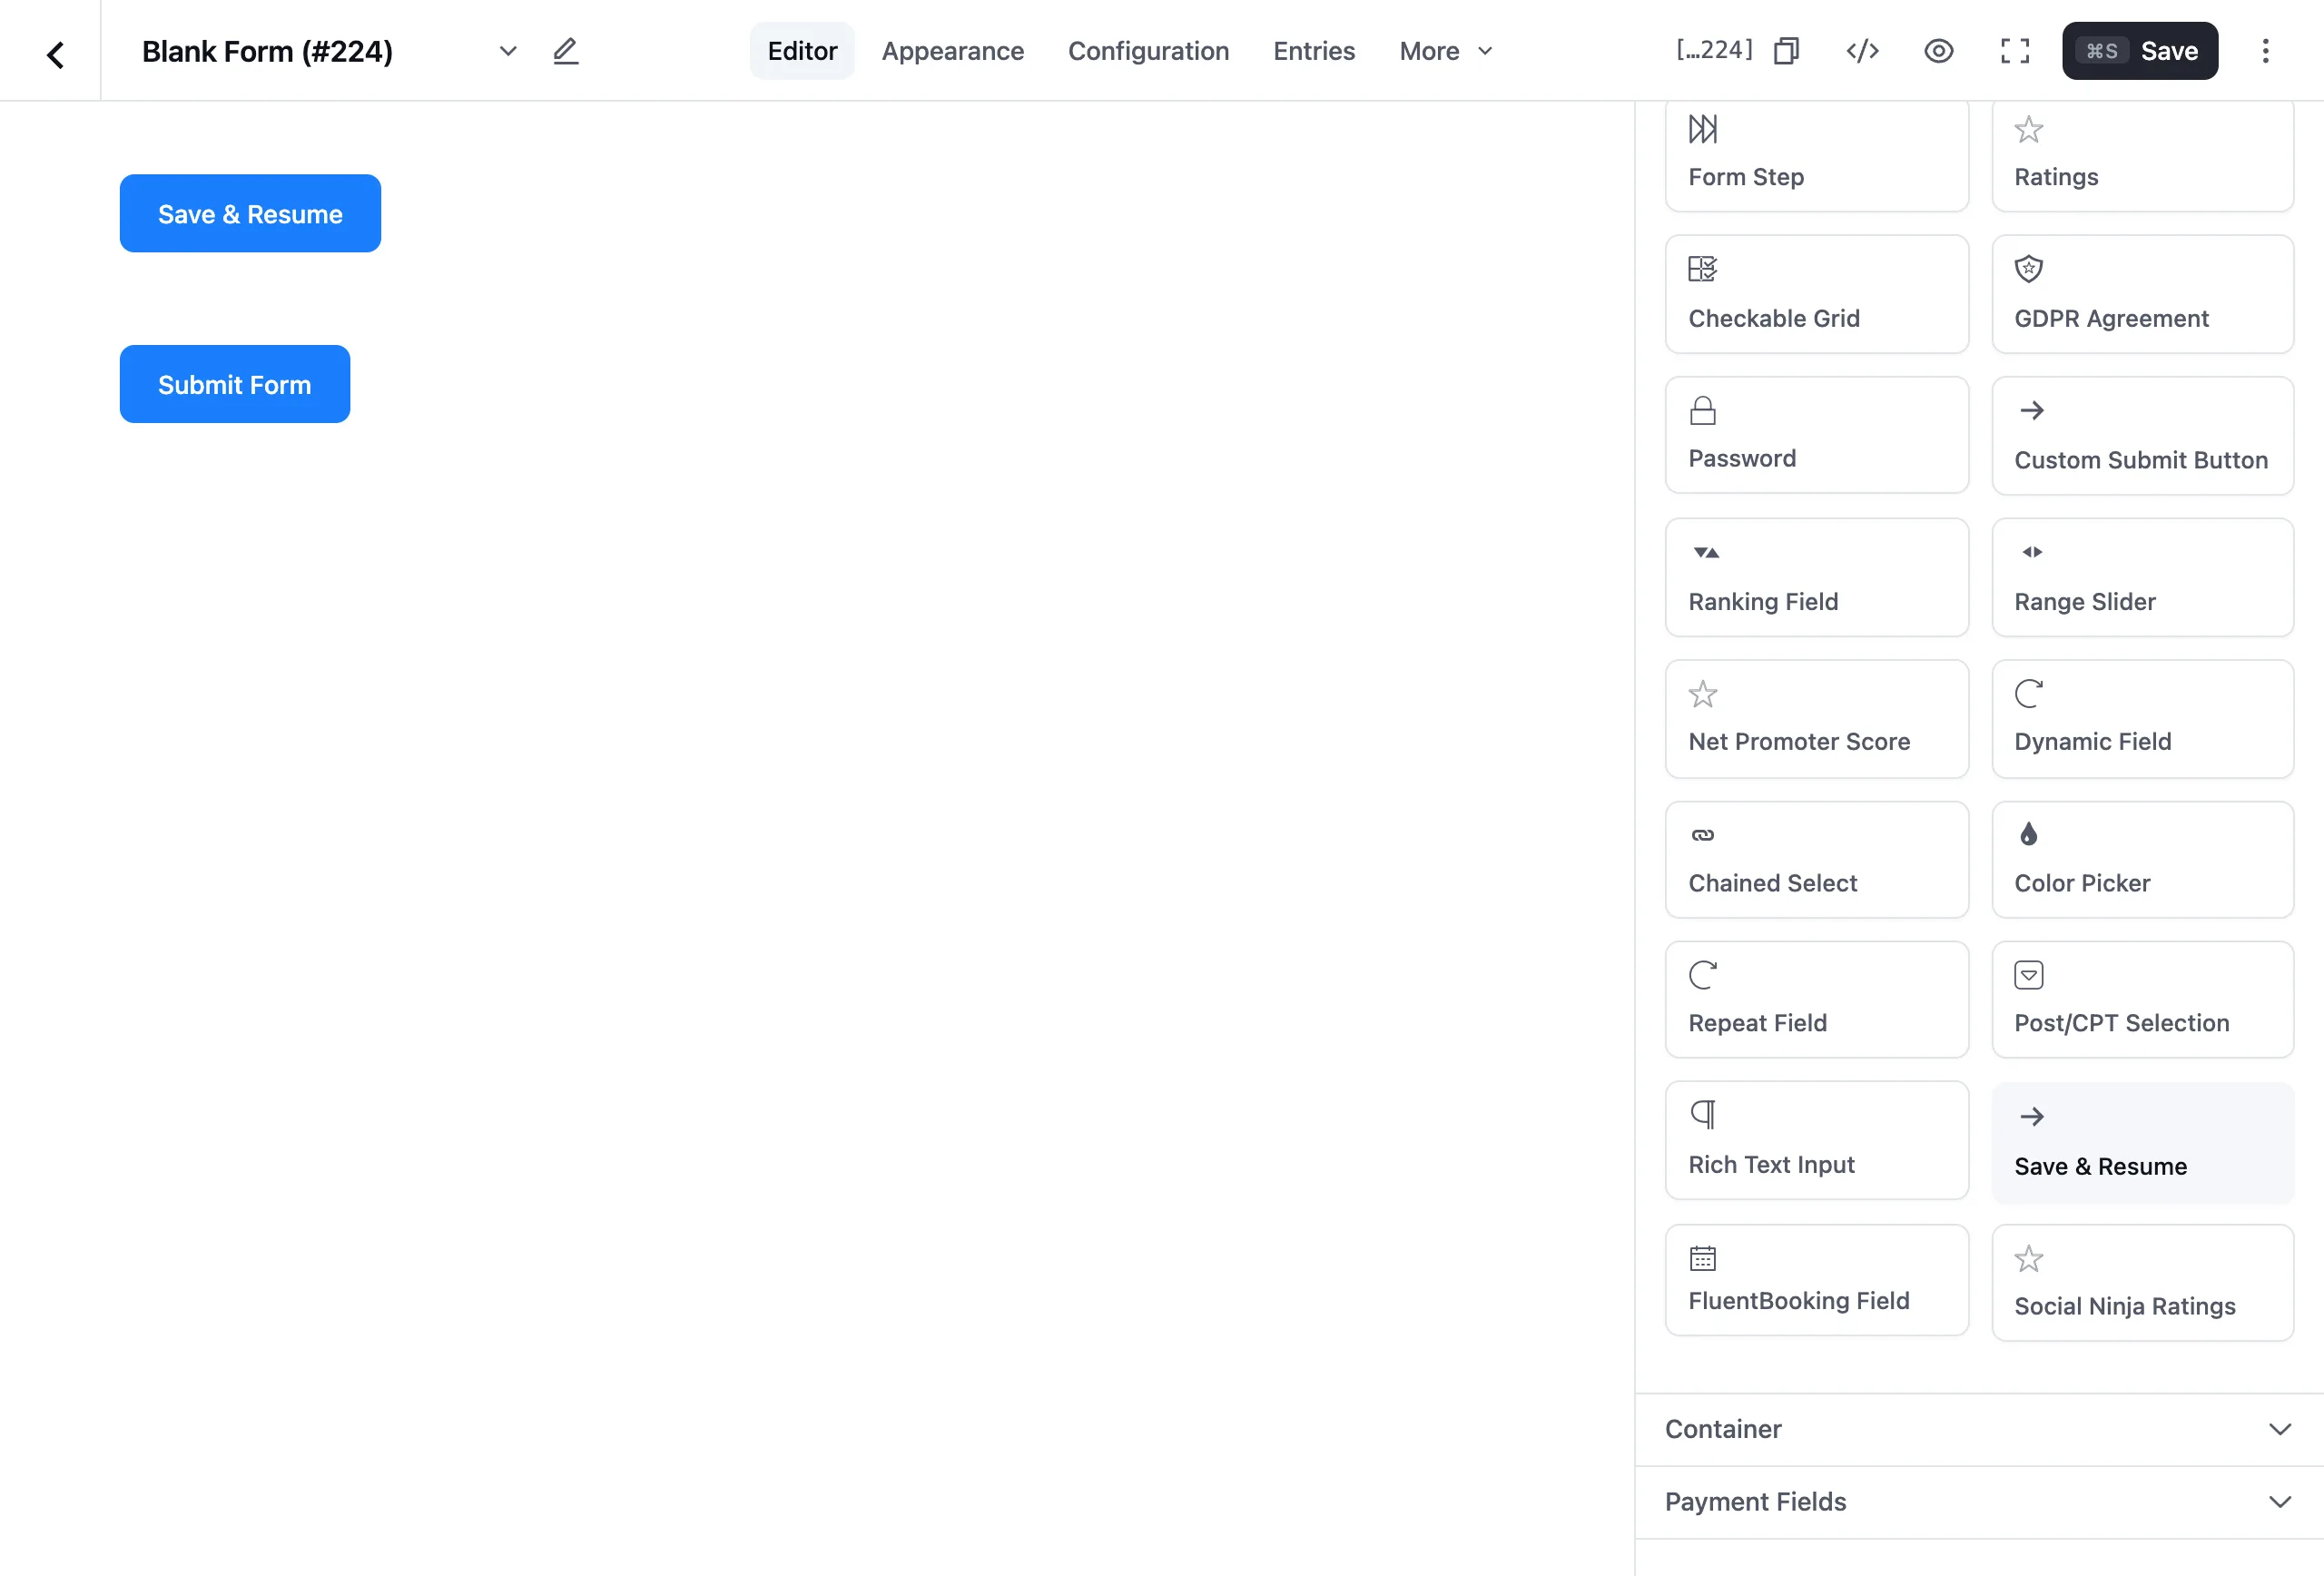 Blank Form (#224)
Editor
Appearance
Configuration
Entries
More
[...224]
⌘S Save
Save & Resume
Submit Form
Form Step
Ratings
Checkable Grid
GDPR Agreement
Password
Custom Submit Button
Ranking Field
Range Slider
Net Promoter Score
Dynamic Field
Chained Select
Color Picker
Repeat Field
Post/CPT Selection
Rich Text Input
Save & Resume
FluentBooking Field
Social Ninja Ratings
Container
Payment Fields